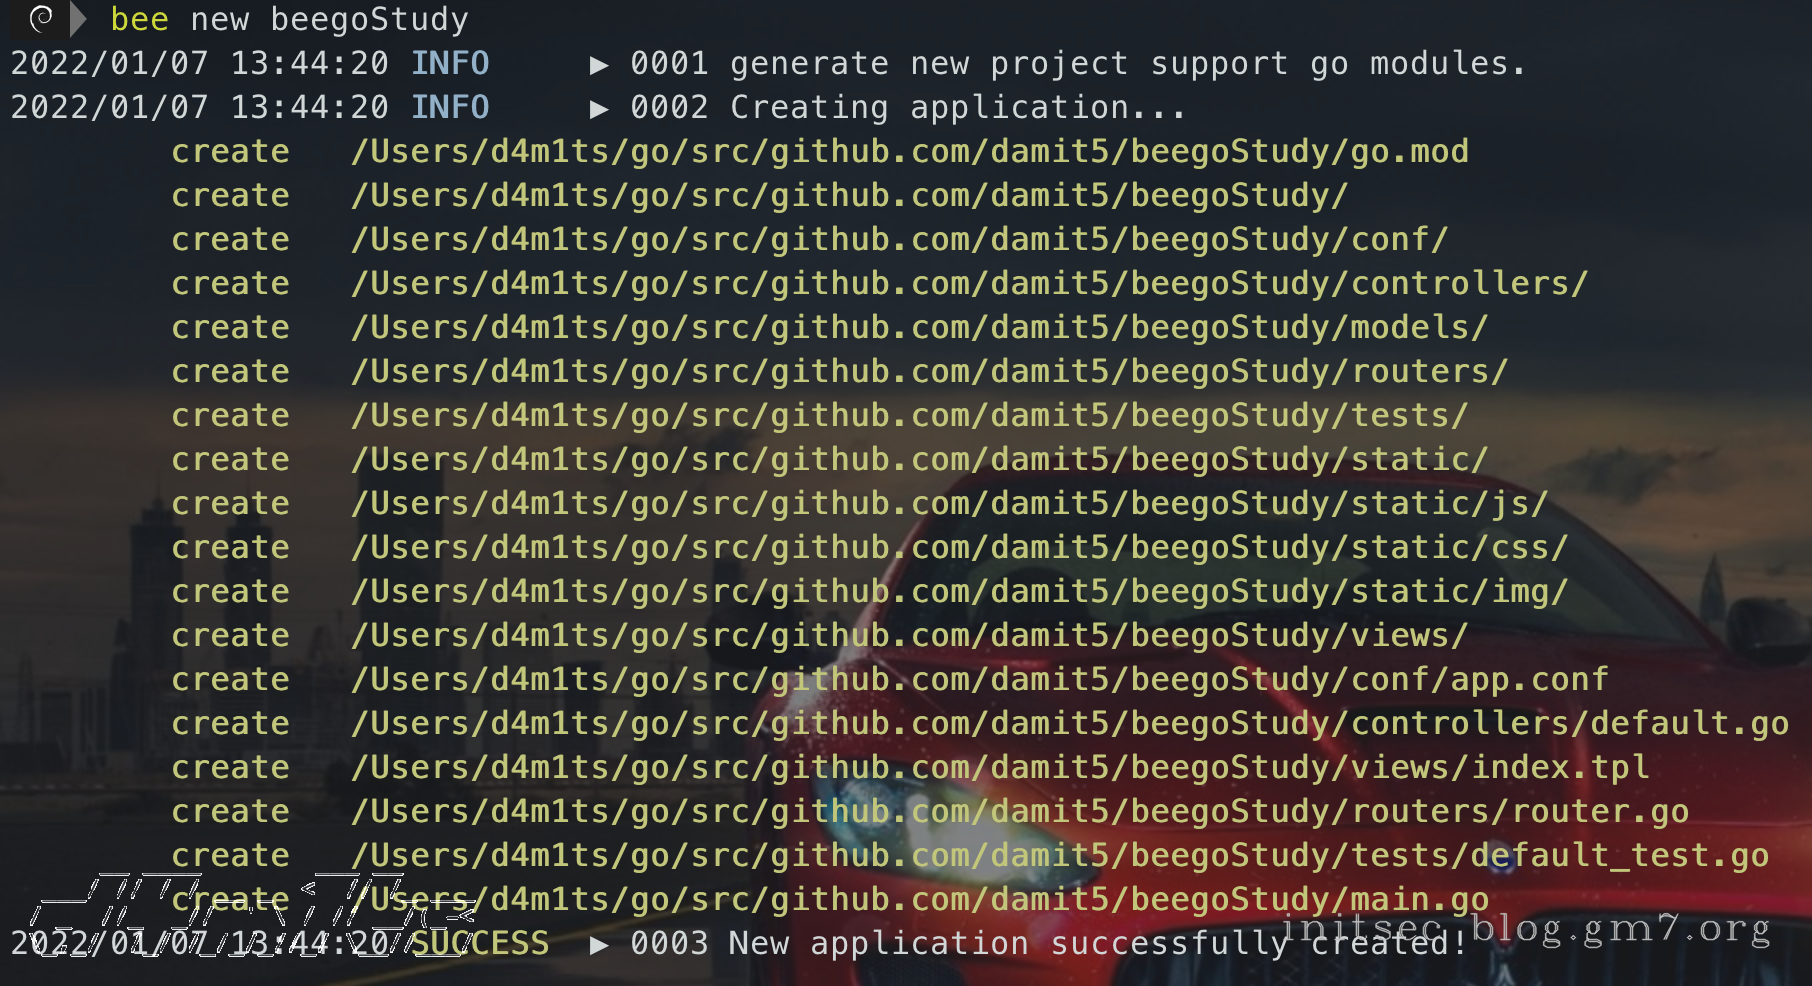 bee new beegoStudy
2022/01/07 13:44:20 INFO ▶ 0001 generate new project support go modules.
2022/01/07 13:44:20 INFO ▶ 0002 Creating application...
create /Users/d4m1ts/go/src/github.com/damit5/beegoStudy/go.mod
create /Users/d4m1ts/go/src/github.com/damit5/beegoStudy/
create /Users/d4m1ts/go/src/github.com/damit5/beegoStudy/conf/
create /Users/d4m1ts/go/src/github.com/damit5/beegoStudy/controllers/
create /Users/d4m1ts/go/src/github.com/damit5/beegoStudy/models/
create /Users/d4m1ts/go/src/github.com/damit5/beegoStudy/routers/
create /Users/d4m1ts/go/src/github.com/damit5/beegoStudy/tests/
create /Users/d4m1ts/go/src/github.com/damit5/beegoStudy/static/
create /Users/d4m1ts/go/src/github.com/damit5/beegoStudy/static/js/
create /Users/d4m1ts/go/src/github.com/damit5/beegoStudy/static/css/
create /Users/d4m1ts/go/src/github.com/damit5/beegoStudy/static/img/
create /Users/d4m1ts/go/src/github.com/damit5/beegoStudy/views/
create /Users/d4m1ts/go/src/github.com/damit5/beegoStudy/conf/app.conf
create /Users/d4m1ts/go/src/github.com/damit5/beegoStudy/controllers/default.go
create /Users/d4m1ts/go/src/github.com/damit5/beegoStudy/views/index.tpl
create /Users/d4m1ts/go/src/github.com/damit5/beegoStudy/routers/router.go
create /Users/d4m1ts/go/src/github.com/damit5/beegoStudy/tests/default_test.go
create /Users/d4m1ts/go/src/github.com/damit5/beegoStudy/main.go
initsec blog.gm7.org
2022/01/07 13:44:20 SUCCESS ▶ 0003 New application successfully created!